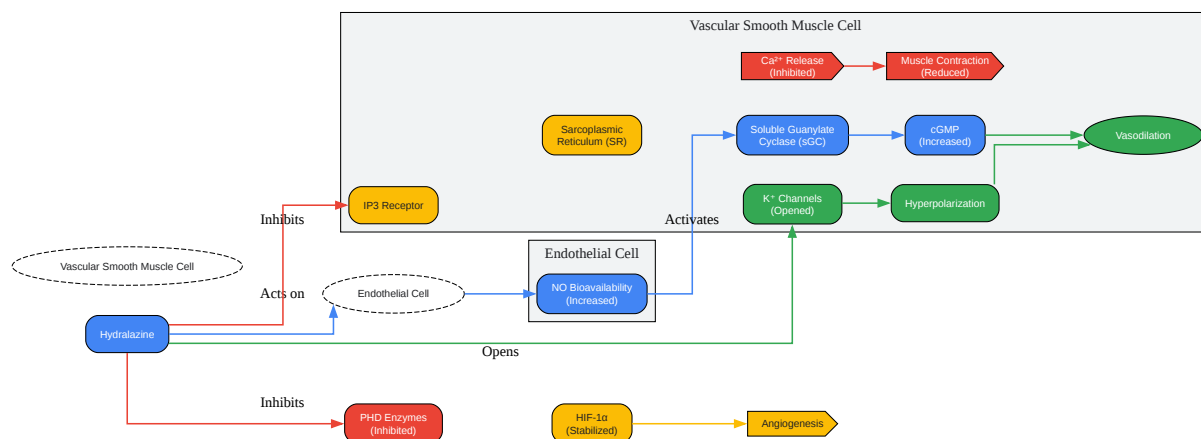 Vascular Smooth Muscle Cell
Ca²⁺ Release
(Inhibited)
Muscle Contraction
(Reduced)
Sarcoplasmic
Reticulum (SR)
Soluble Guanylate
Cyclase (sGC)
cGMP
(Increased)
Vasodilation
IP3 Receptor
K⁺ Channels
(Opened)
Hyperpolarization
Inhibits
Activates
Endothelial Cell
Vascular Smooth Muscle Cell
Acts on
Endothelial Cell
NO Bioavailability
(Increased)
Hydralazine
Opens
Inhibits
PHD Enzymes
(Inhibited)
HIF-1α
(Stabilized)
Angiogenesis